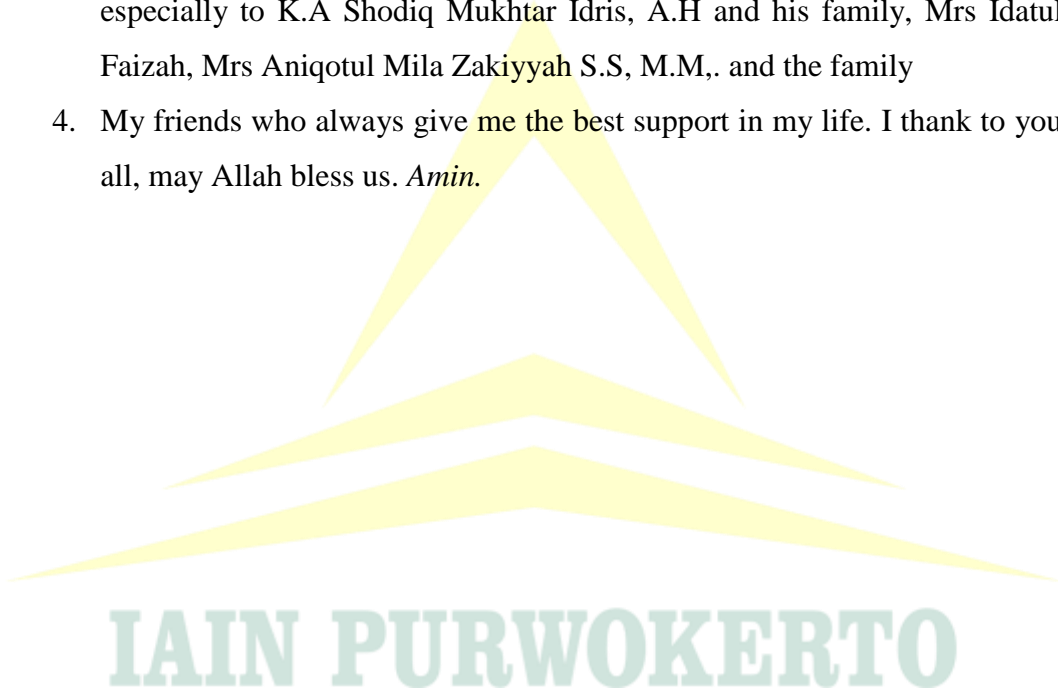 especially to K.A Shodiq Mukhtar Idris, A.H and his family, Mrs Idatul
Faizah, Mrs Aniqotul Mila Zakiyyah S.S, M.M,. and the family
4. My friends who always give me the best support in my life. I thank to you
all, may Allah bless us. Amin.
IAIN PURWOKERTO